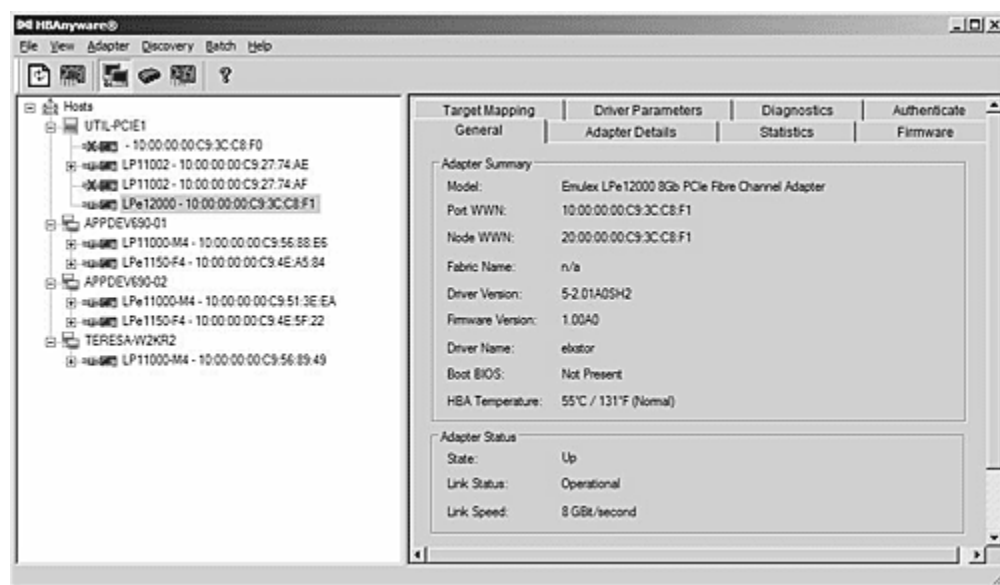 HBAnyware®
File View Adapter Discovery Batch Help
Hosts
UTIL-PCIE1
- 10:00:00:00:C9:3C:C8:F0
LP11002 - 10:00:00:00:C9:27:74:AE
LP11002 - 10:00:00:00:C9:27:74:AF
LPe12000 - 10:00:00:00:C9:3C:C8:F1
APPDEV690-01
LP11000-M4 - 10:00:00:00:C9:56:88:E6
LPe1150-F4 - 10:00:00:00:C9:4E:A5:84
APPDEV690-02
LPe11000-M4 - 10:00:00:00:C9:51:3E:EA
LPe1150-F4 - 10:00:00:00:C9:4E:5F:22
TERESA-W2KR2
LP11000-M4 - 10:00:00:00:C9:56:89:49
Target Mapping Driver Parameters Diagnostics Authenticate
General Adapter Details Statistics Firmware
Adapter Summary
Model: Emulex LPe12000 8Gb PCIe Fibre Channel Adapter
Port WWN: 10:00:00:00:C9:3C:C8:F1
Node WWN: 20:00:00:00:C9:3C:C8:F1
Fabric Name: n/a
Driver Version: 5-2.01A0SH2
Firmware Version: 1.00A0
Driver Name: elxstor
Boot BIOS: Not Present
HBA Temperature: 55°C / 131°F (Normal)
Adapter Status
State: Up
Link Status: Operational
Link Speed: 8 GBit/second